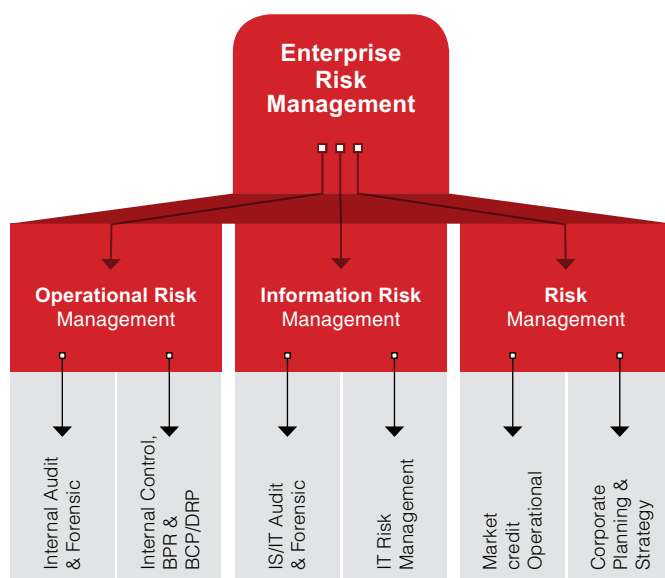 Enterprise
Risk
Management
Operational Risk
Management
Information Risk
Management
Risk
Management
Internal Audit
& Forensic
Internal Control,
BPR &
BCP/DRP
IS/IT Audit
& Forensic
IT Risk
Management
Market
credit
Operational
Corporate
Planning &
Strategy